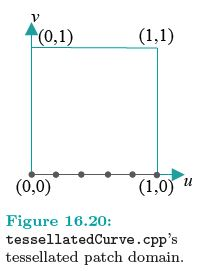 v
(0,1) (1,1)
(0,0) (1,0) u
Figure 16.20:
tessellatedCurve.cpp's
tessellated patch domain.